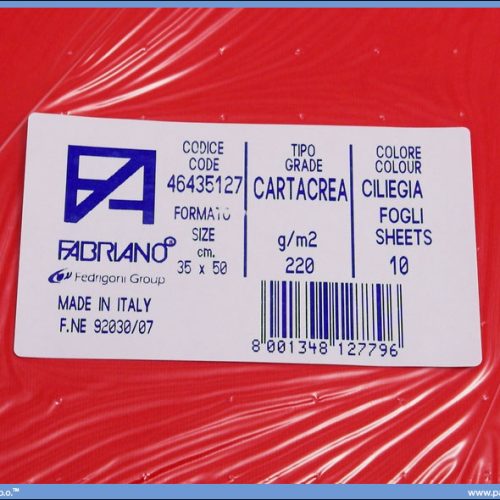 FABRIANO®
Fedrigoni Group
MADE IN ITALY
F.NE 92030/07
CODICE
CODE
46435127
FORMATO
SIZE
cm.
35 x 50
TIPO
GRADE
CARTACREA
g/m2
220
COLORE
COLOUR
CILIEGIA
FOGLI
SHEETS
10
8 001348 127796